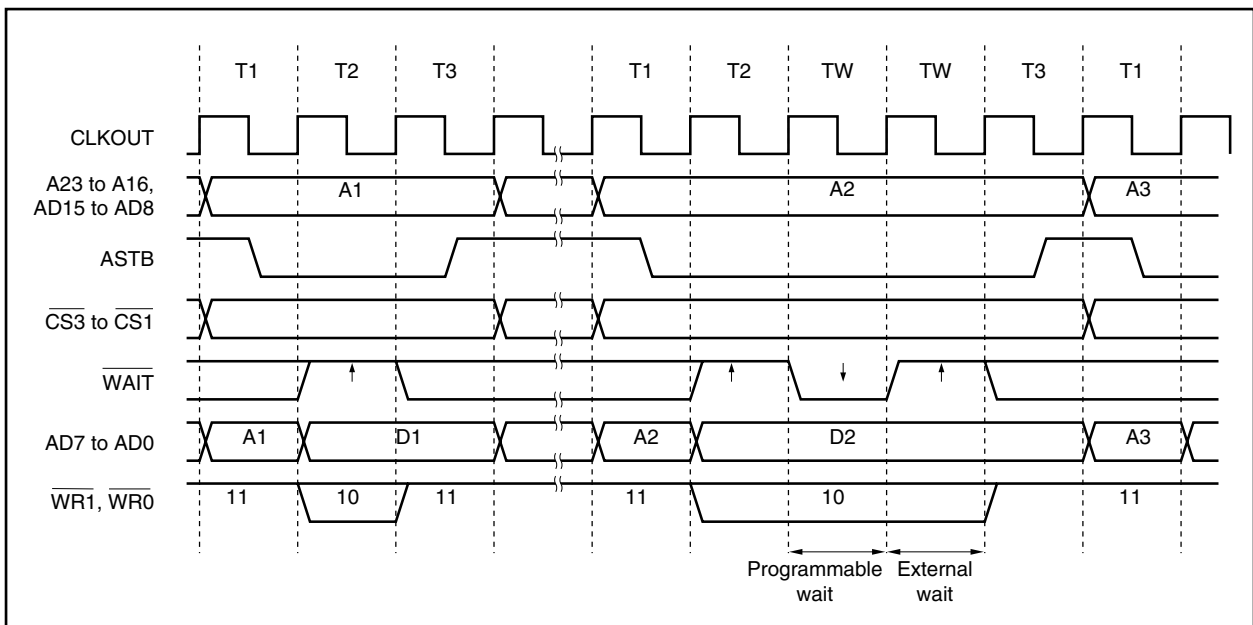 T1 T2 T3 T1 T2 TW TW T3 T1
CLKOUT
A23 to A16,
AD15 to AD8
A1 A2 A3
ASTB
CS3 to CS1
WAIT
AD7 to AD0 A1 D1 A2 D2 A3
WR1, WR0 11 10 11 11 10 11
Programmable
wait
External
wait